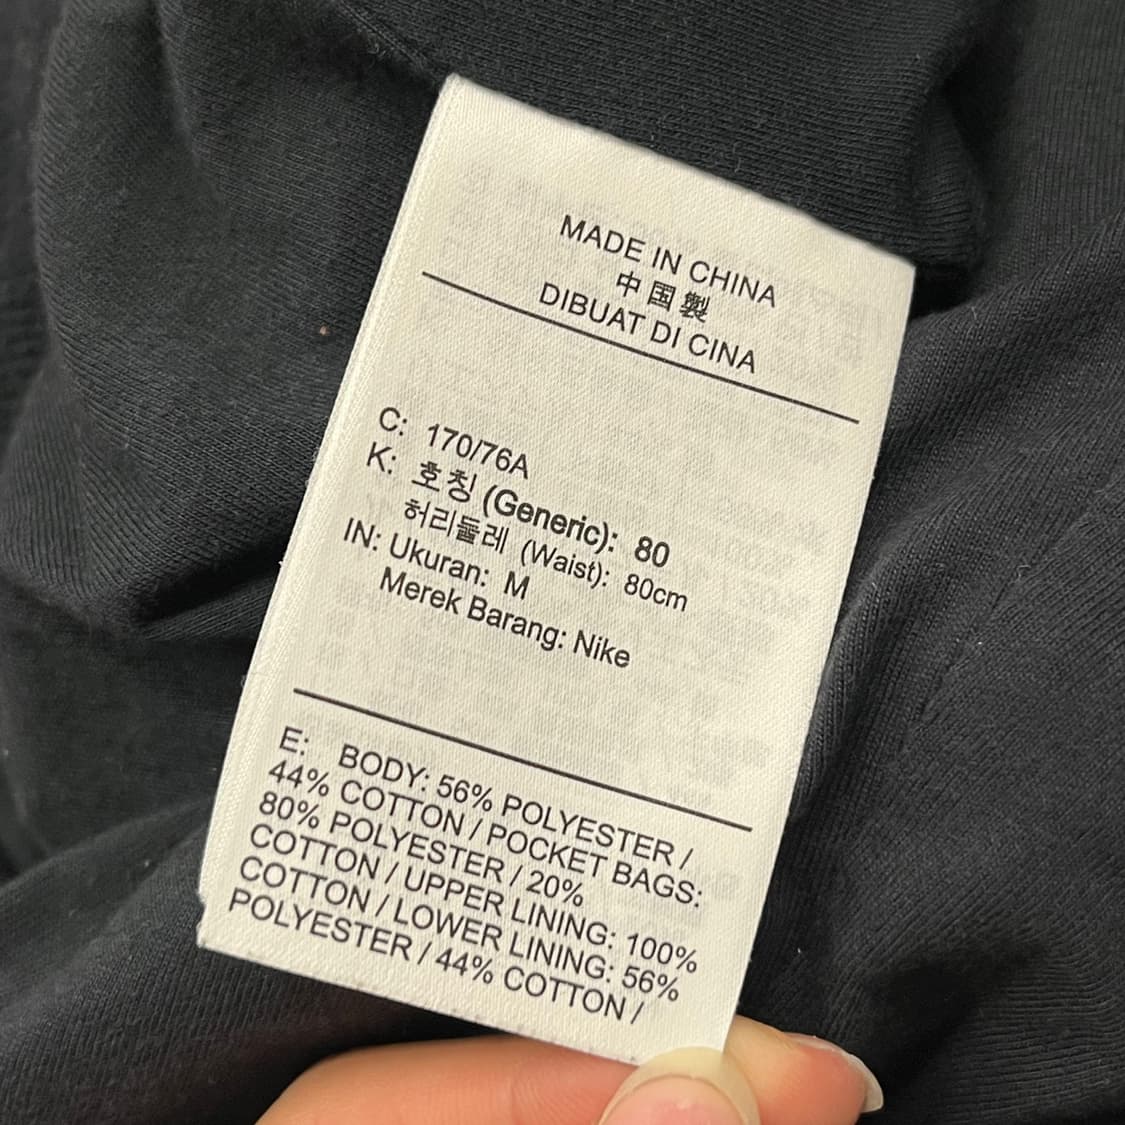 MADE IN CHINA
中国製
DIBUAT DI CINA
C: 170/76A
K: 호칭 (Generic): 80
허리둘레 (Waist): 80cm
IN: Ukuran: M
Merek Barang: Nike
E: BODY: 56% POLYESTER /
44% COTTON / POCKET BAGS:
80% POLYESTER / 20%
COTTON / UPPER LINING: 100%
COTTON / LOWER LINING: 56%
POLYESTER / 44% COTTON /